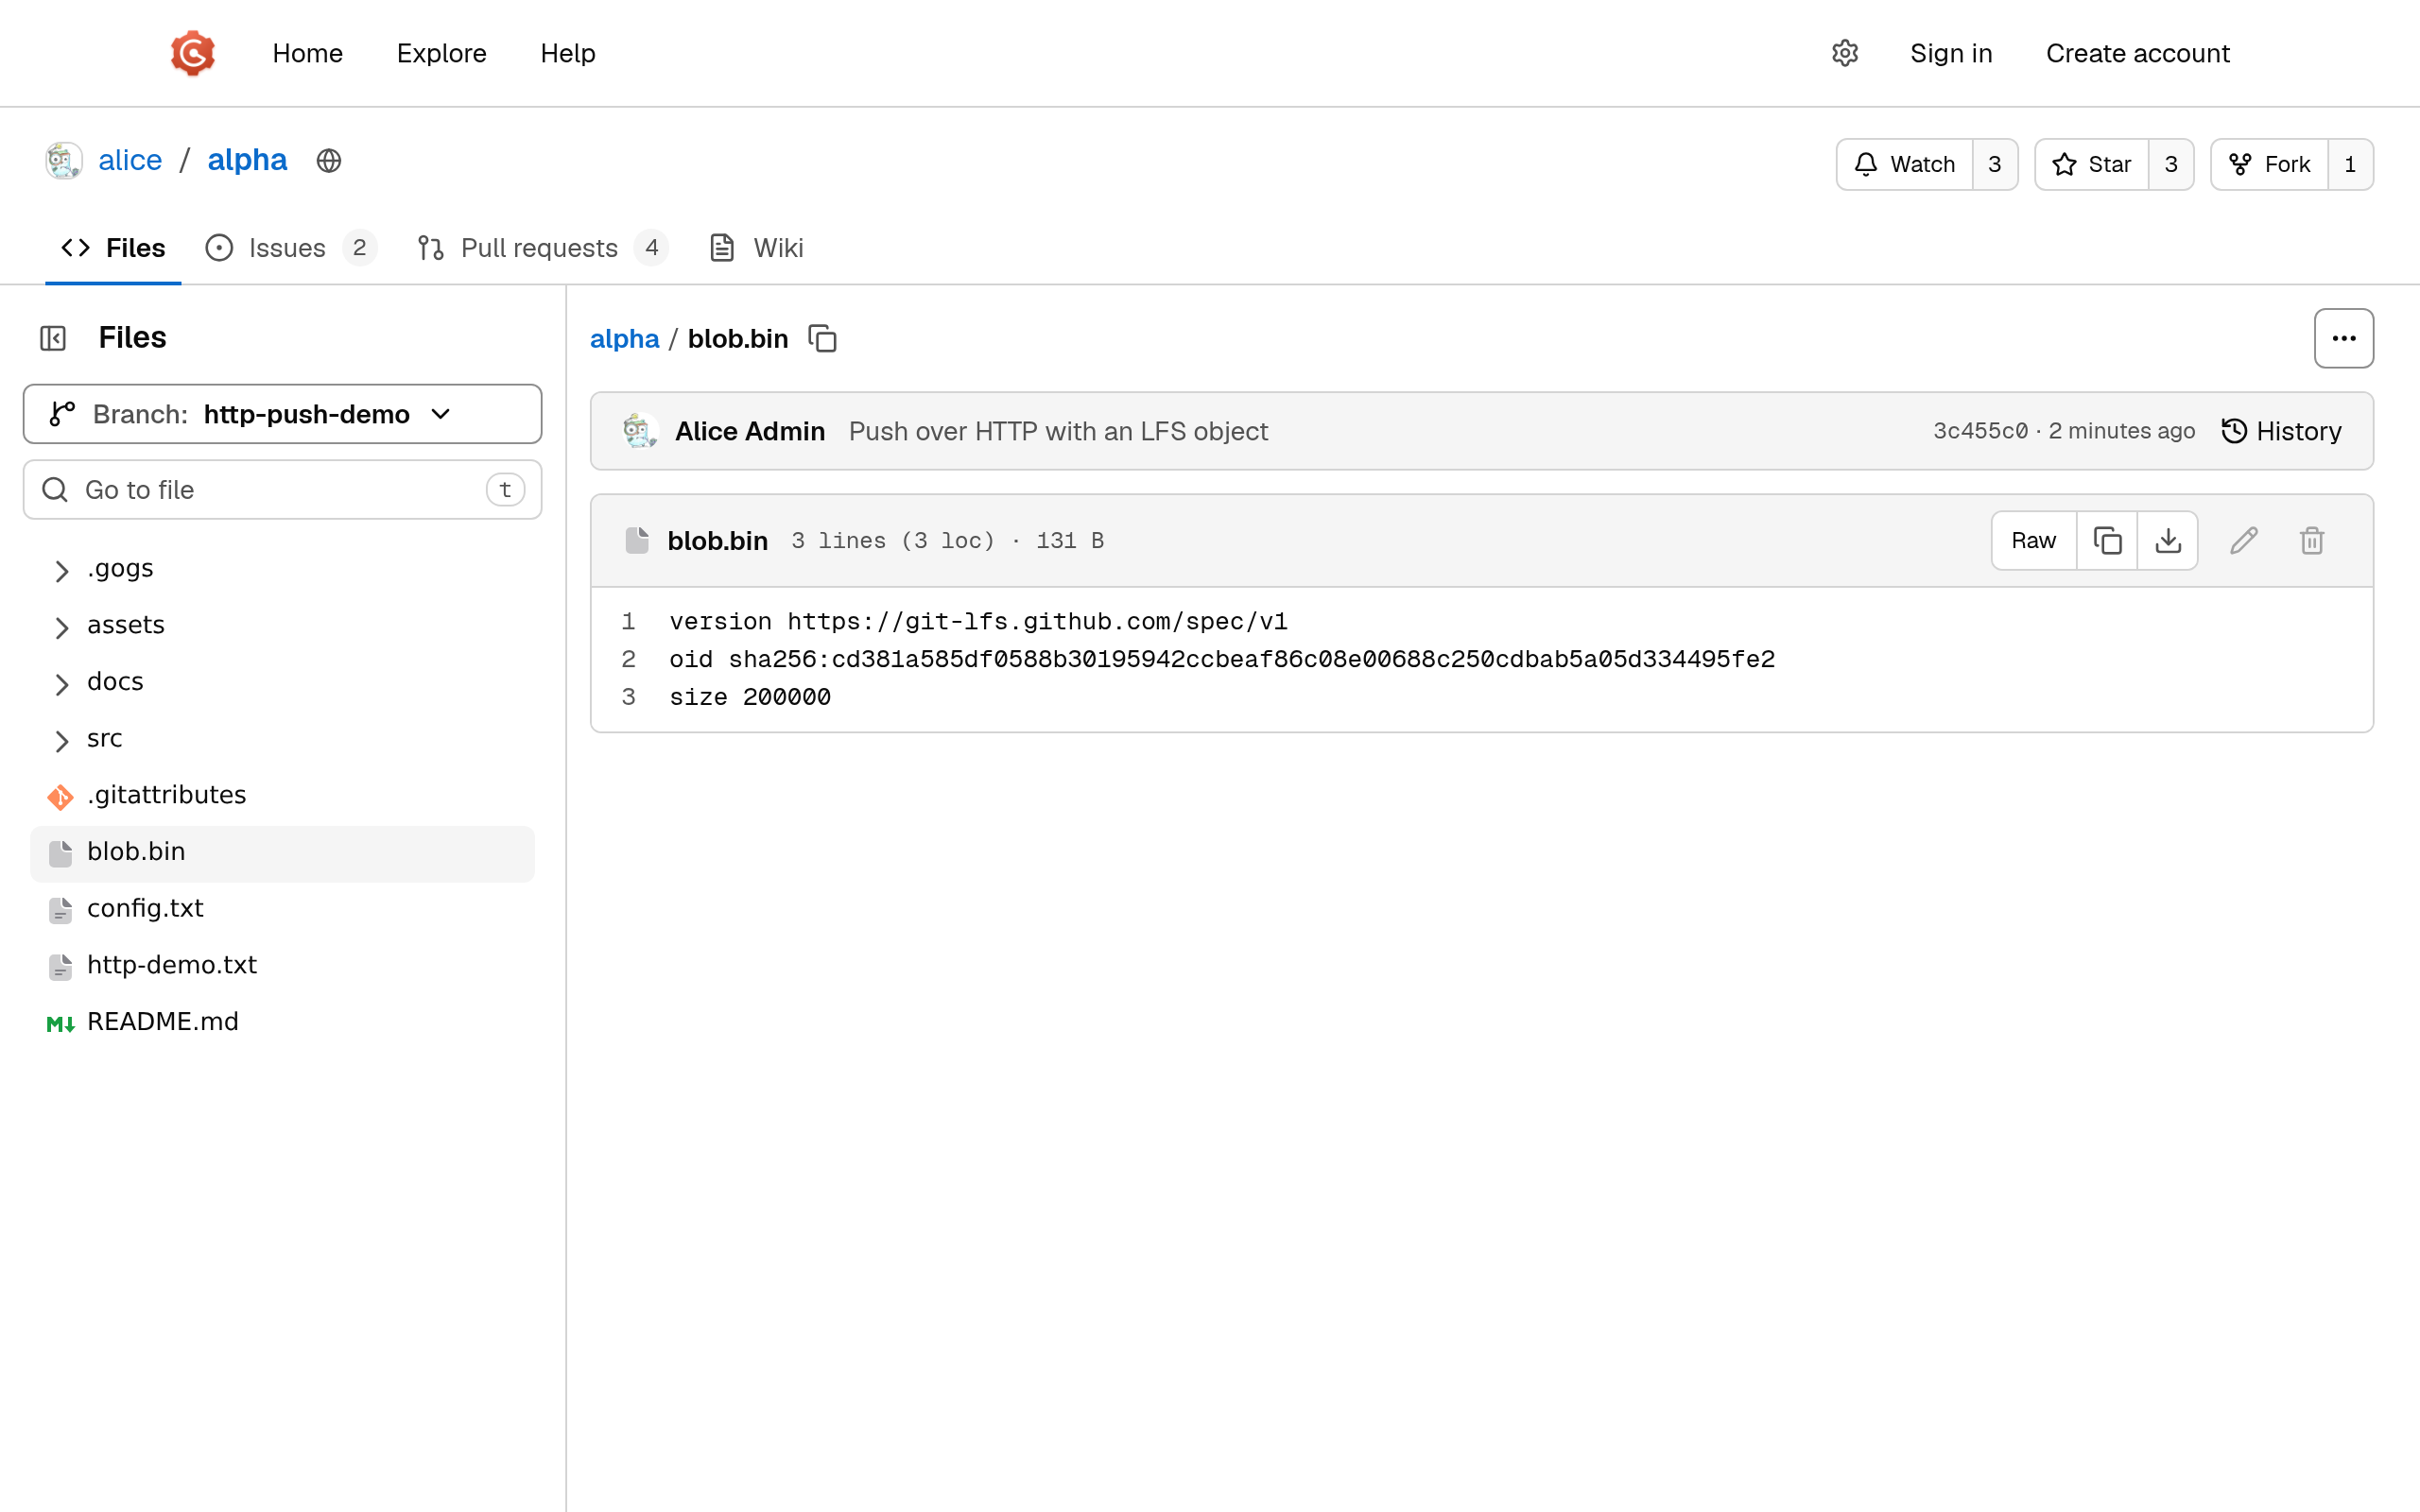 Home Explore Help Sign in Create account
alice / alpha Watch 3 Star 3 Fork 1
Files Issues 2 Pull requests 4 Wiki
Files
Branch: http-push-demo
Go to file t
.gogs
assets
docs
src
.gitattributes
blob.bin
config.txt
http-demo.txt
README.md
alpha / blob.bin
Alice Admin Push over HTTP with an LFS object 3c455c0 · 2 minutes ago History
blob.bin 3 lines (3 loc) · 131 B Raw
1 version https://git-lfs.github.com/spec/v1
2 oid sha256:cd381a585df0588b30195942ccbeaf86c08e00688c250cdbab5a05d334495fe2
3 size 200000